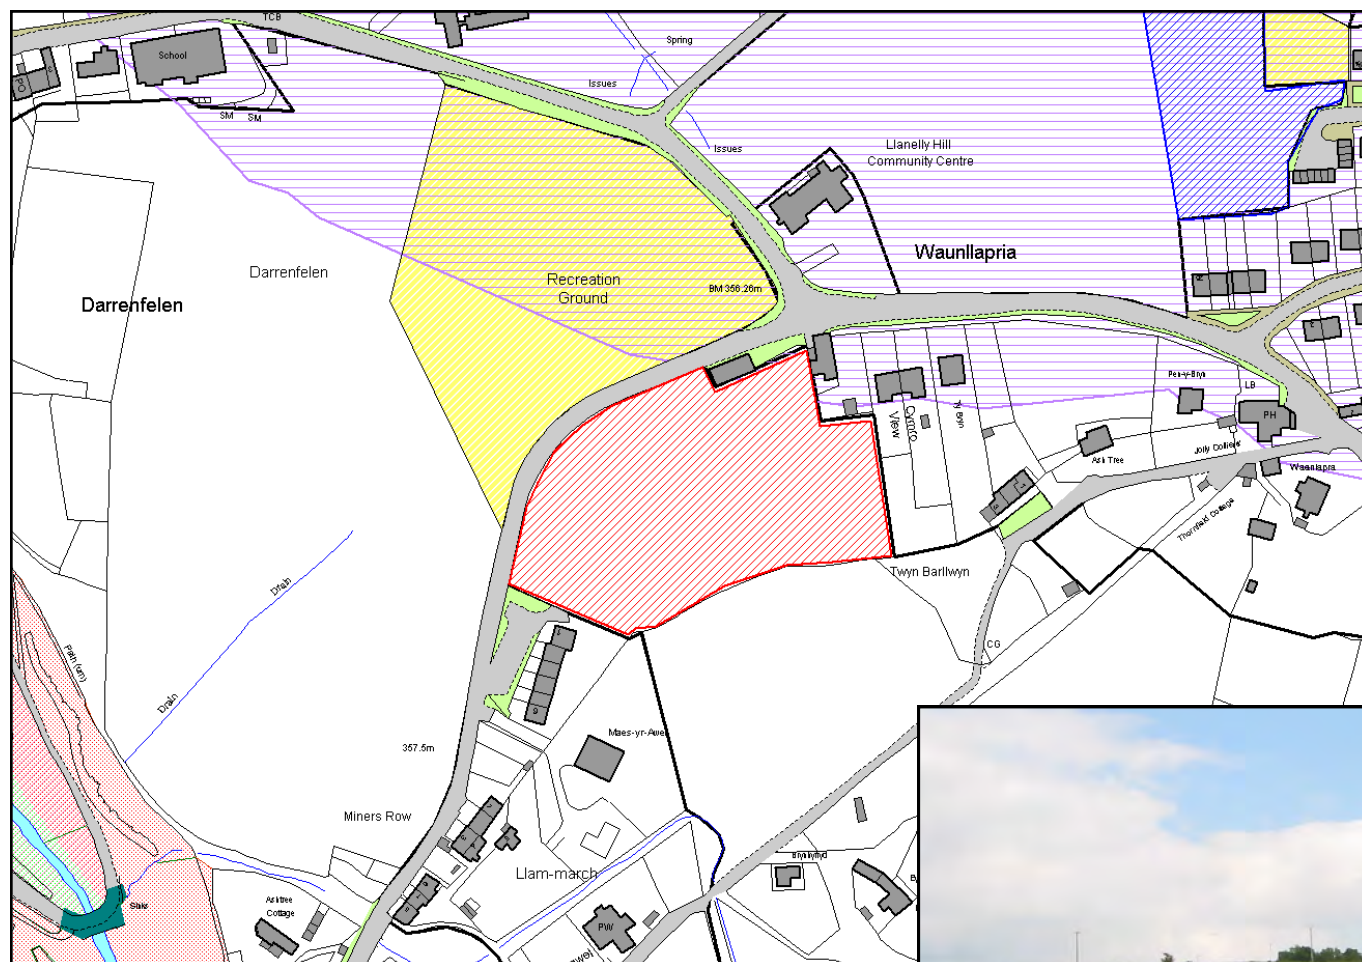 TCB
School
PO
SM
SM
Spring
Issues
Issues
Llanelly Hill
Community Centre
Waunllapria
Darrenfelen
Darrenfelen
Recreation
Ground
BM 356.26m
Cymro
View
Ty Bryn
Pen-y-Bryn
LB
PH
Jolly Colliers
Ash Tree
Waunllapra
Thornfield Cottage
Twyn Barllwyn
CG
Drain
Drain
Path (um)
357.5m
Maes-yr-Awel
Miners Row
Llam-march
Ashtree
Cottage
PW